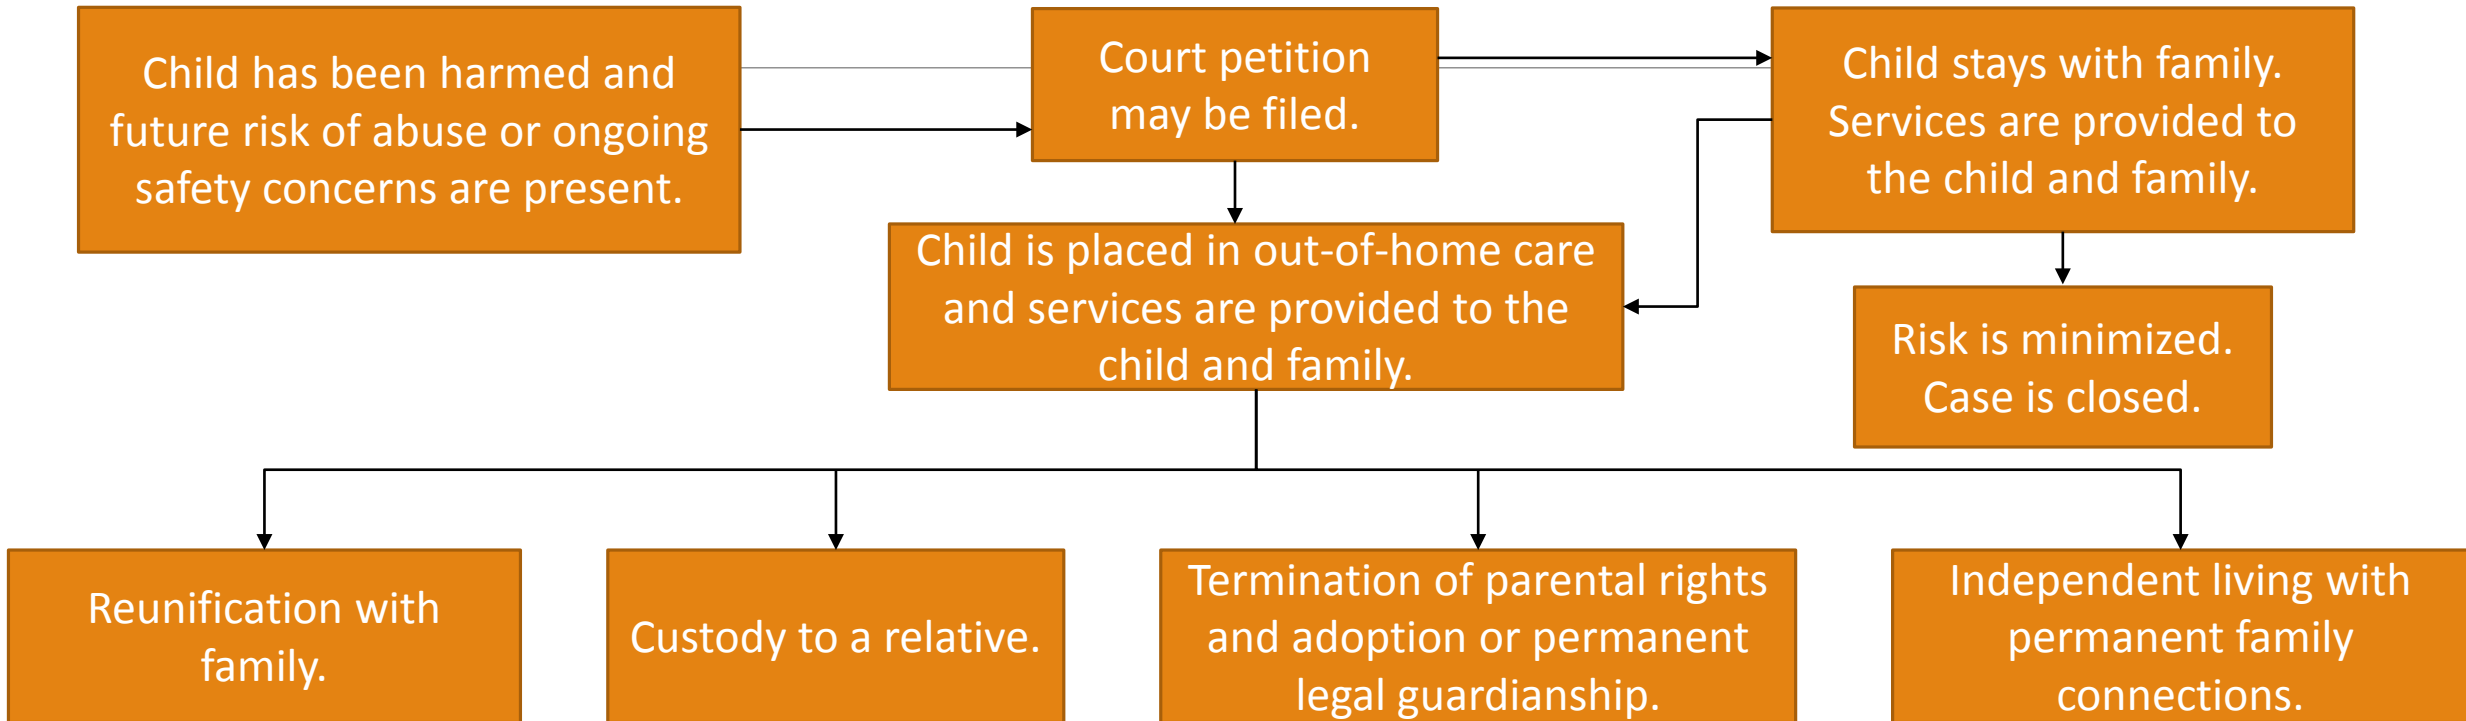 Child has been harmed and
future risk of abuse or ongoing
safety concerns are present.
Court petition
may be filed.
Child stays with family.
Services are provided to
the child and family.
Child is placed in out-of-home care
and services are provided to the
child and family.
Risk is minimized.
Case is closed.
Reunification with
family.
Custody to a relative.
Termination of parental rights
and adoption or permanent
legal guardianship.
Independent living with
permanent family
connections.